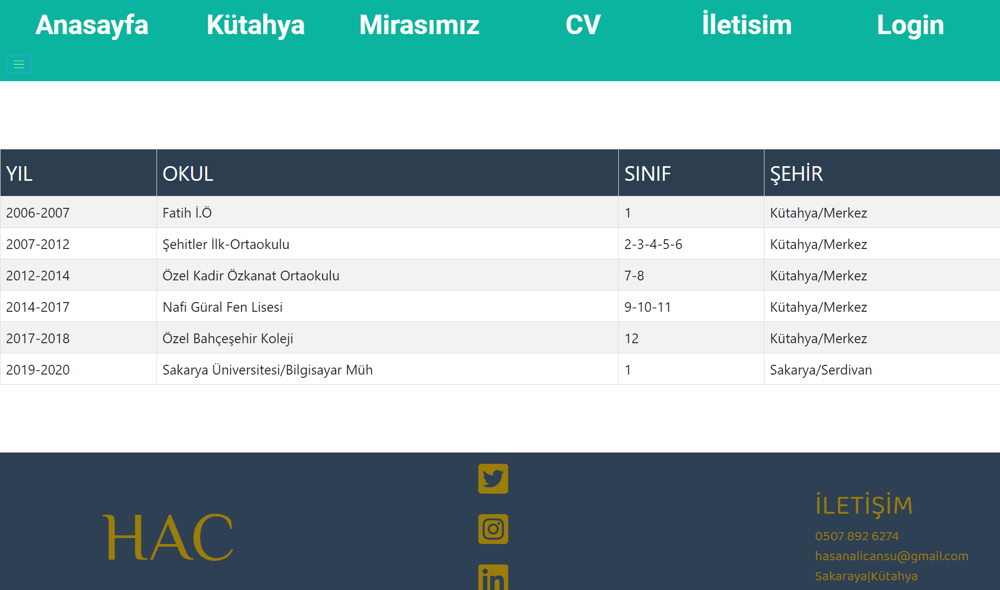 Anasayfa Kütahya Mirasımız CV İletisim Login
YIL OKUL SINIF ŞEHİR
2006-2007 Fatih İ.Ö 1 Kütahya/Merkez
2007-2012 Şehitler İlk-Ortaokulu 2-3-4-5-6 Kütahya/Merkez
2012-2014 Özel Kadir Özkanat Ortaokulu 7-8 Kütahya/Merkez
2014-2017 Nafi Güral Fen Lisesi 9-10-11 Kütahya/Merkez
2017-2018 Özel Bahçeşehir Koleji 12 Kütahya/Merkez
2019-2020 Sakarya Üniversitesi/Bilgisayar Müh 1 Sakarya/Serdivan
HAC
in
İLETİŞİM
0507 892 6274
hasanalicansu@gmail.com
Sakaraya|Kütahya